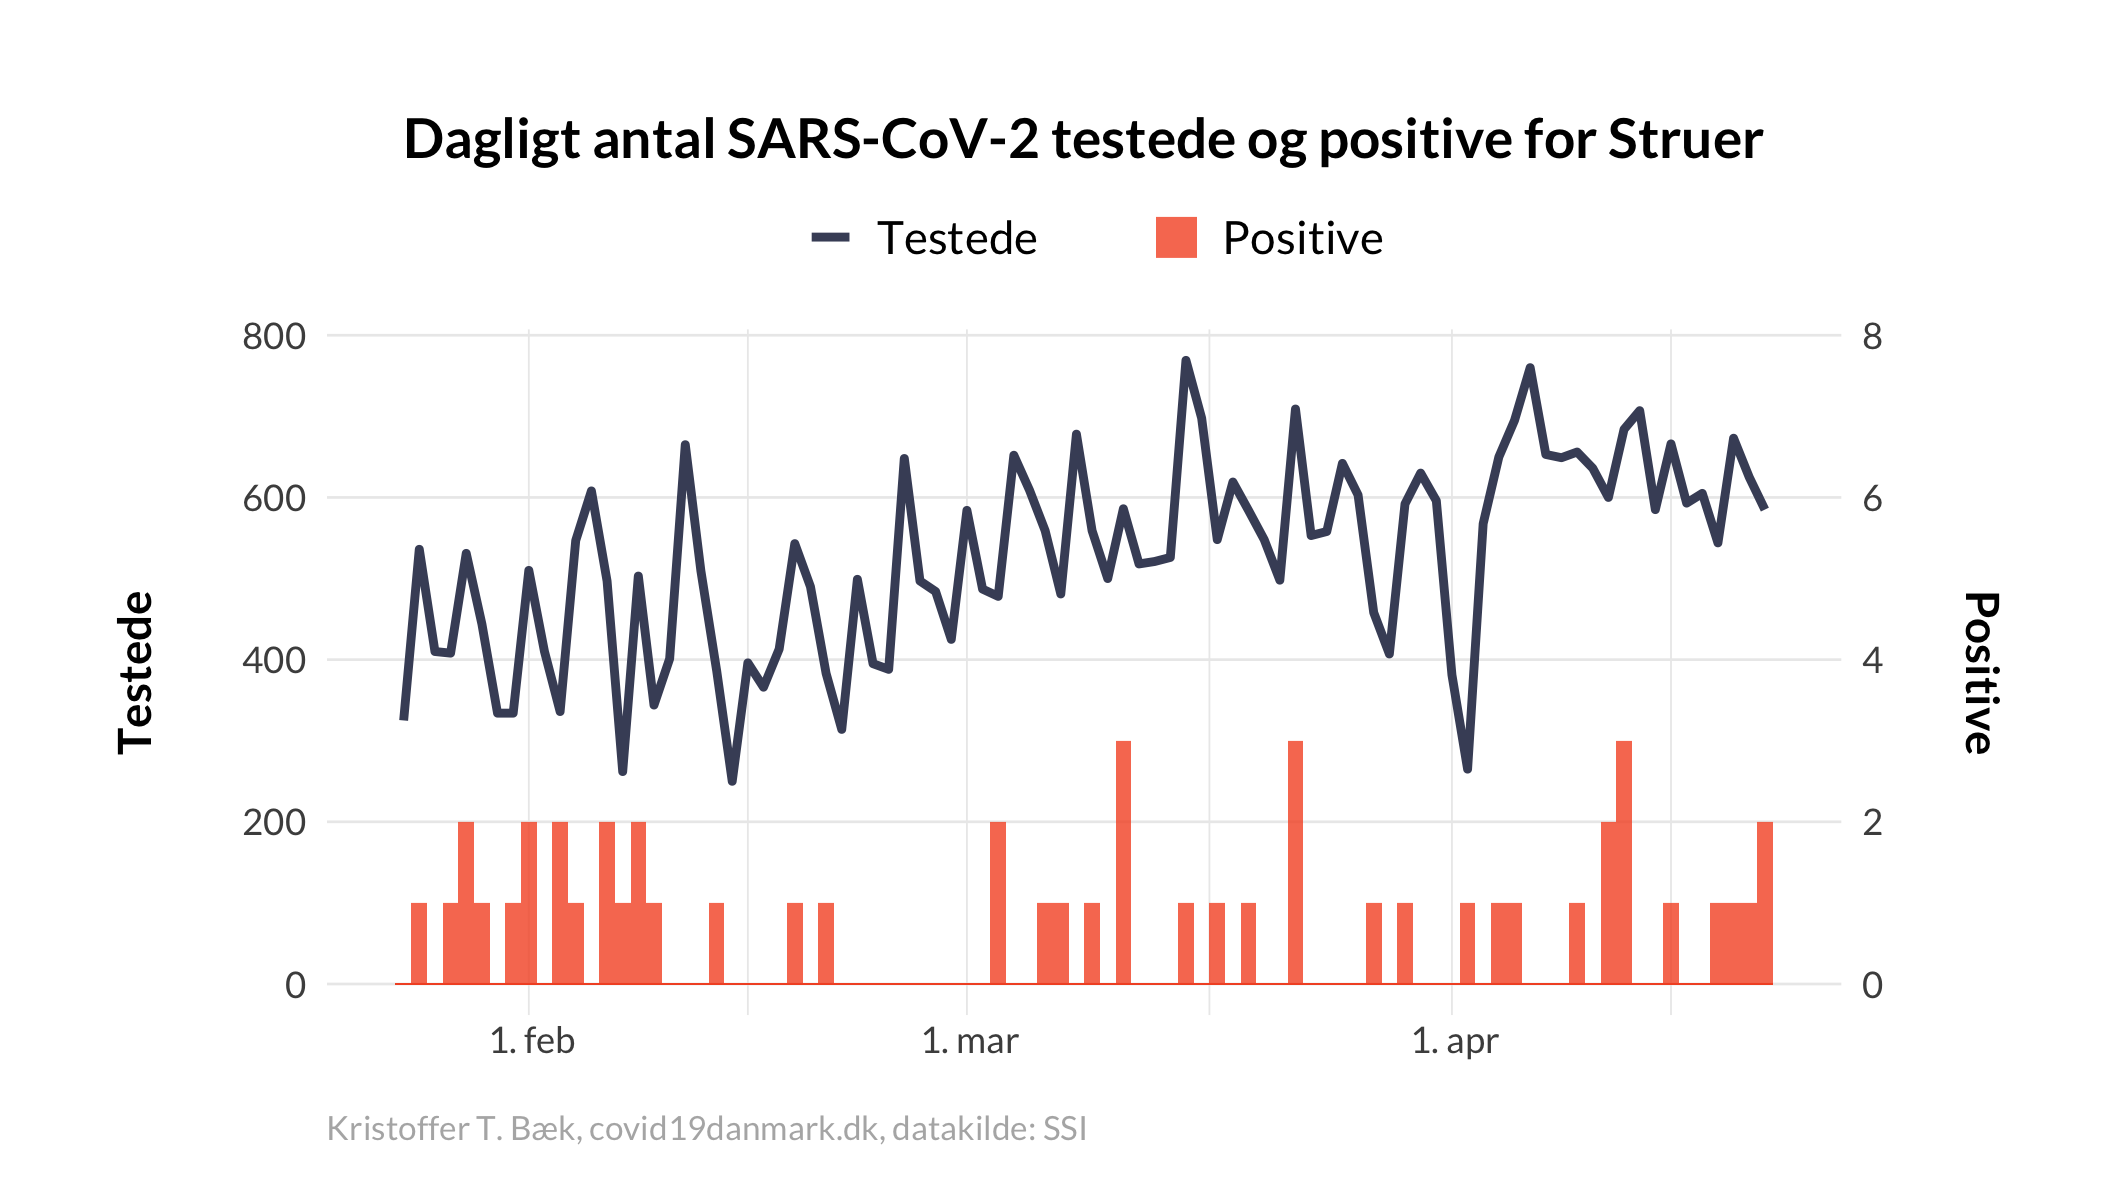 Dagligt antal SARS-CoV-2 testede og positive for Struer
Testede
Positive
800
600
400
200
0
8
6
4
2
0
Testede
Positive
1. feb
1. mar
1. apr
Kristoffer T. Bæk, covid19danmark.dk, datakilde: SSI